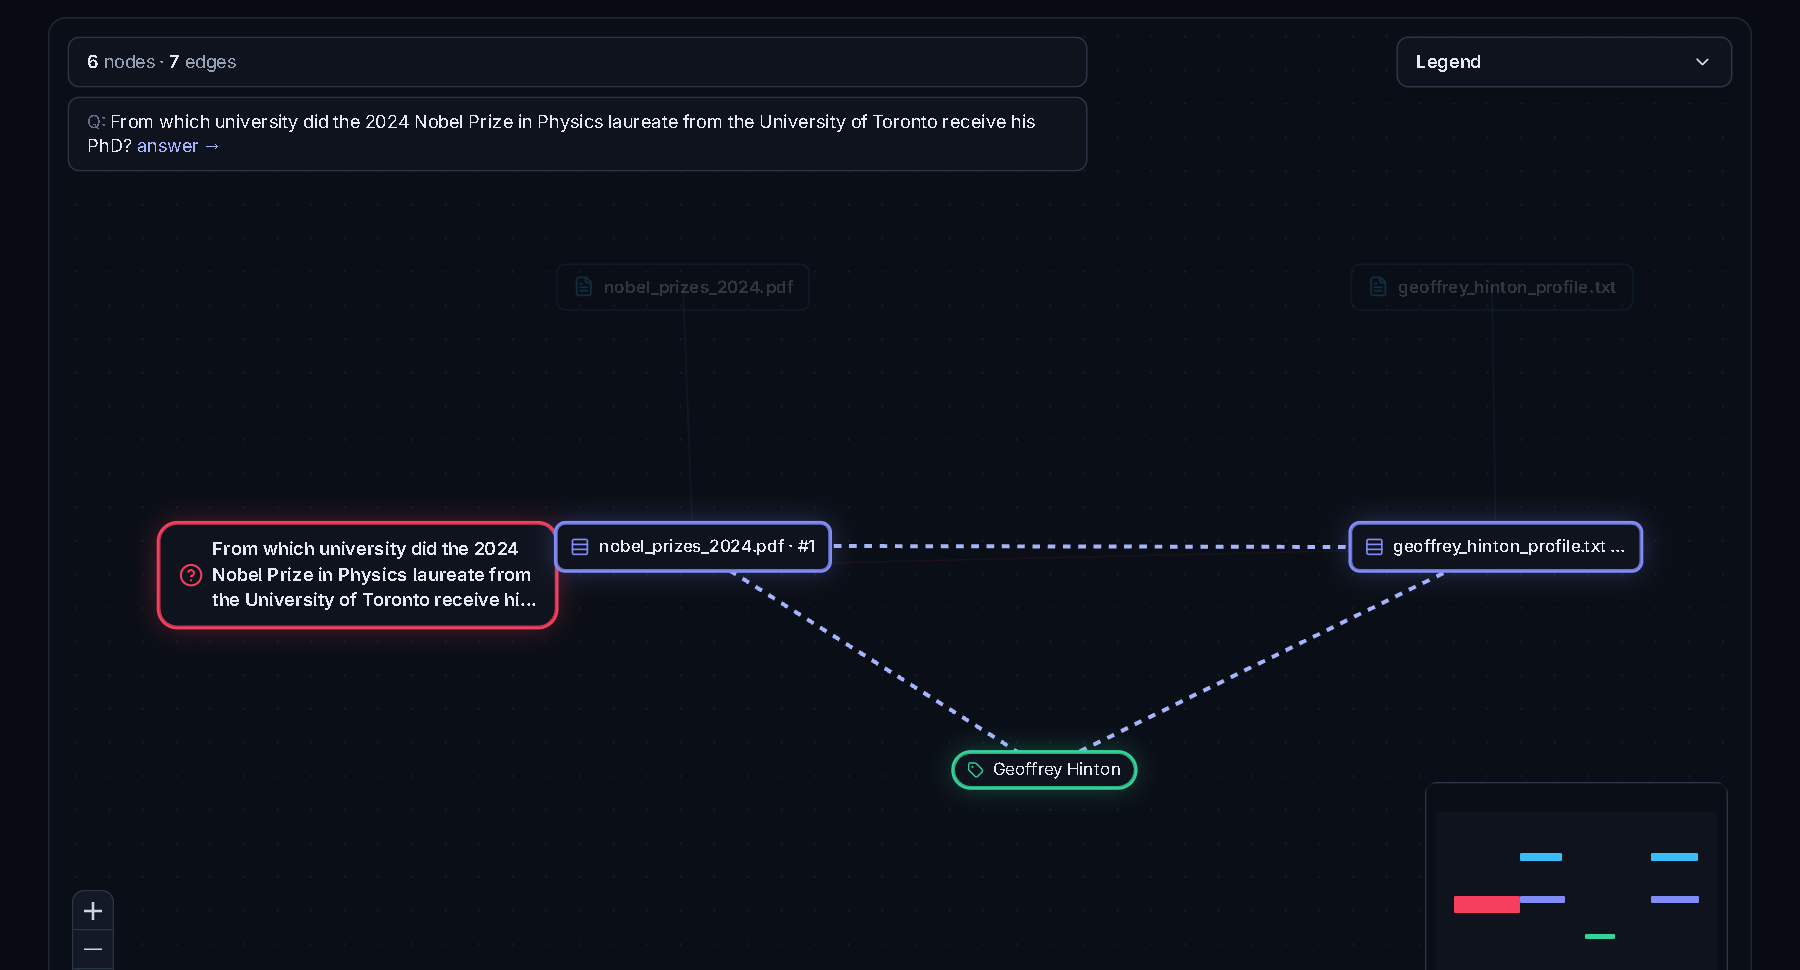 6 nodes · 7 edges
Legend
Q: From which university did the 2024 Nobel Prize in Physics laureate from the University of Toronto receive his
PhD? answer →
nobel_prizes_2024.pdf
geoffrey_hinton_profile.txt
From which university did the 2024
Nobel Prize in Physics laureate from
the University of Toronto receive hi...
nobel_prizes_2024.pdf · #1
geoffrey_hinton_profile.txt ...
Geoffrey Hinton